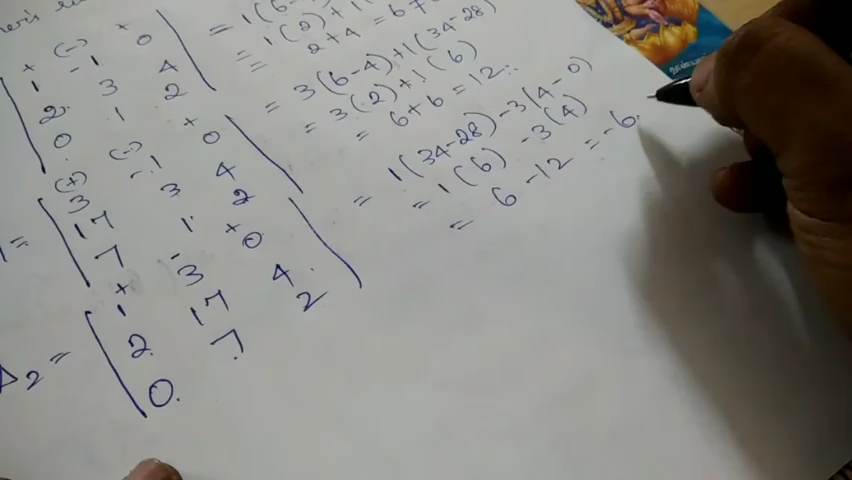 + (-) + 0
1 -1
2 3 4
0 1 2
= 1(6-
= 1(2)+1(
= 2+4 = 6
(+) (-) + 0
3 -1
17 3 4
7 1 2
= 3(6-4)+1(34-28)
= 3(2)+1(6)
= 6+6 = 12
Δ2 =
+ - +
1 3 0
2 17 4
0 7 2
= 1(34-28)-3(4-0)
= 1(6) -3(4)
= 6-12 = -6